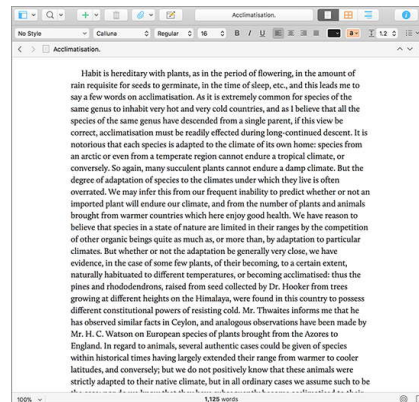 Acclimatisation.
No Style Calluna Regular 16 B I U a 1.2
Acclimatisation.
Habit is hereditary with plants, as in the period of flowering, in the amount of
rain requisite for seeds to germinate, in the time of sleep, etc., and this leads me to
say a few words on acclimatisation. As it is extremely common for species of the
same genus to inhabit very hot and very cold countries, and as I believe that all the
species of the same genus have descended from a single parent, if this view be
correct, acclimatisation must be readily effected during long-continued descent. It is
notorious that each species is adapted to the climate of its own home: species from
an arctic or even from a temperate region cannot endure a tropical climate, or
conversely. So again, many succulent plants cannot endure a damp climate. But the
degree of adaptation of species to the climates under which they live is often
overrated. We may infer this from our frequent inability to predict whether or not an
imported plant will endure our climate, and from the number of plants and animals
brought from warmer countries which here enjoy good health. We have reason to
believe that species in a state of nature are limited in their ranges by the competition
of other organic beings quite as much as, or more than, by adaptation to particular
climates. But whether or not the adaptation be generally very close, we have
evidence, in the case of some few plants, of their becoming, to a certain extent,
naturally habituated to different temperatures, or becoming acclimatised: thus the
pines and rhododendrons, raised from seed collected by Dr. Hooker from trees
growing at different heights on the Himalaya, were found in this country to possess
different constitutional powers of resisting cold. Mr. Thwaites informs me that he
has observed similar facts in Ceylon, and analogous observations have been made by
Mr. H. C. Watson on European species of plants brought from the Azores to
England. In regard to animals, several authentic cases could be given of species
within historical times having largely extended their range from warmer to cooler
latitudes, and conversely; but we do not positively know that these animals were
strictly adapted to their native climate, but in all ordinary cases we assume such to be
100% 1,125 words